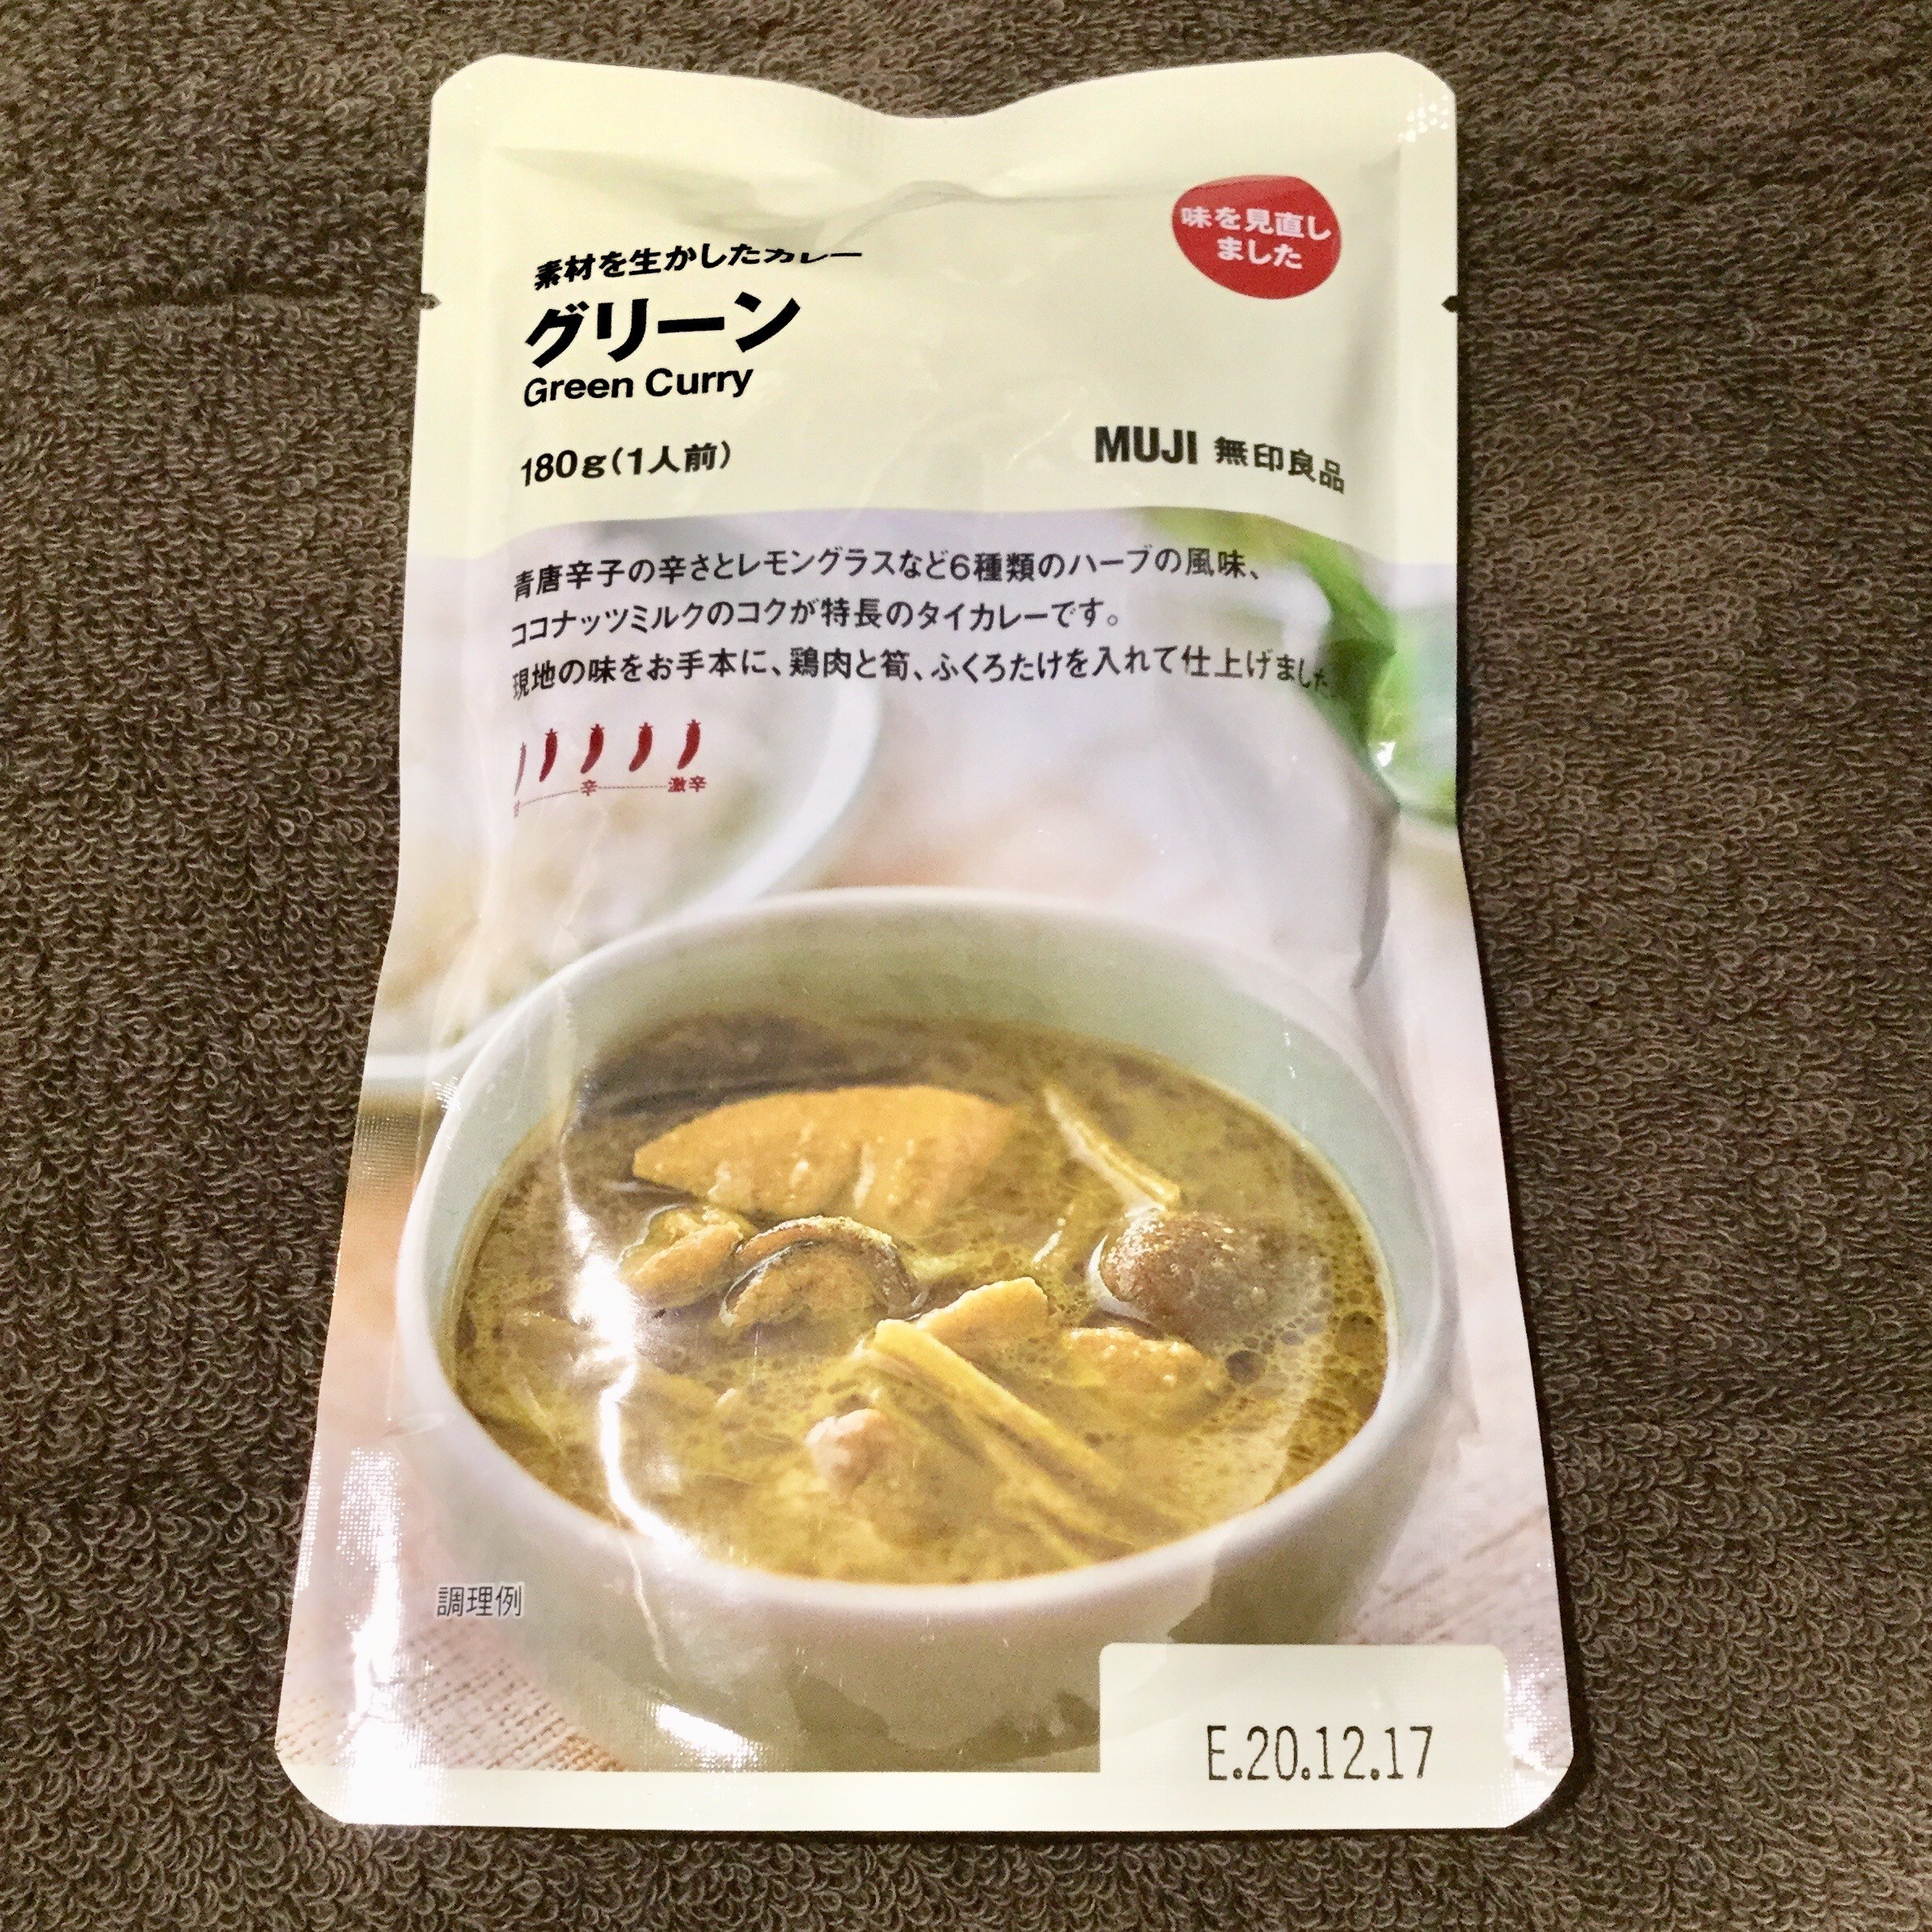 味を見直し
ました
素材を生かしたカレー
グリーン
Green Curry
180g(1人前)
MUJI 無印良品
青唐辛子の辛さとレモングラスなど6種類のハーブの風味、
ココナッツミルクのコクが特長のタイカレーです。
現地の味をお手本に、鶏肉と筍、ふくろたけを入れて仕上げました
辛 激辛
調理例
E.20.12.17